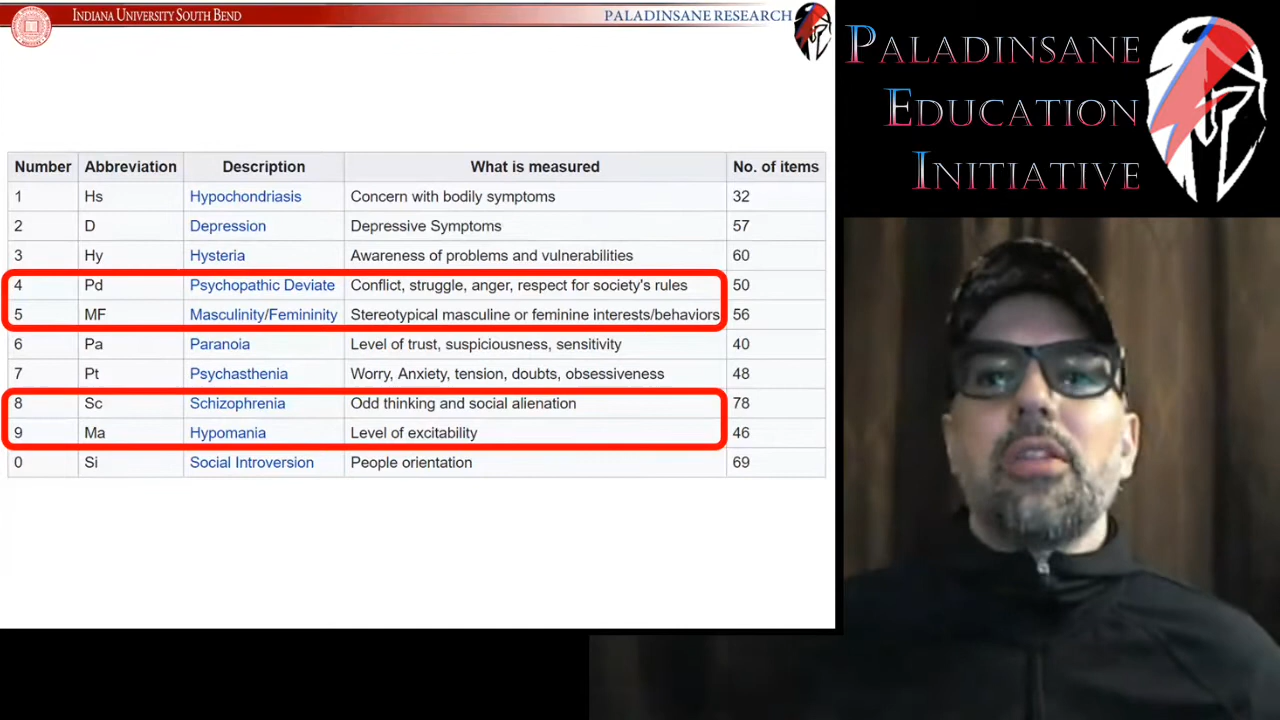 INDIANA UNIVERSITY SOUTH BEND
PALADINSANE RESEARCH
PALADINSANE
EDUCATION
INITIATIVE
Number Abbreviation Description What is measured No. of items
1 Hs Hypochondriasis Concern with bodily symptoms 32
2 D Depression Depressive Symptoms 57
3 Hy Hysteria Awareness of problems and vulnerabilities 60
4 Pd Psychopathic Deviate Conflict, struggle, anger, respect for society's rules 50
5 MF Masculinity/Femininity Stereotypical masculine or feminine interests/behaviors 56
6 Pa Paranoia Level of trust, suspiciousness, sensitivity 40
7 Pt Psychasthenia Worry, Anxiety, tension, doubts, obsessiveness 48
8 Sc Schizophrenia Odd thinking and social alienation 78
9 Ma Hypomania Level of excitability 46
0 Si Social Introversion People orientation 69